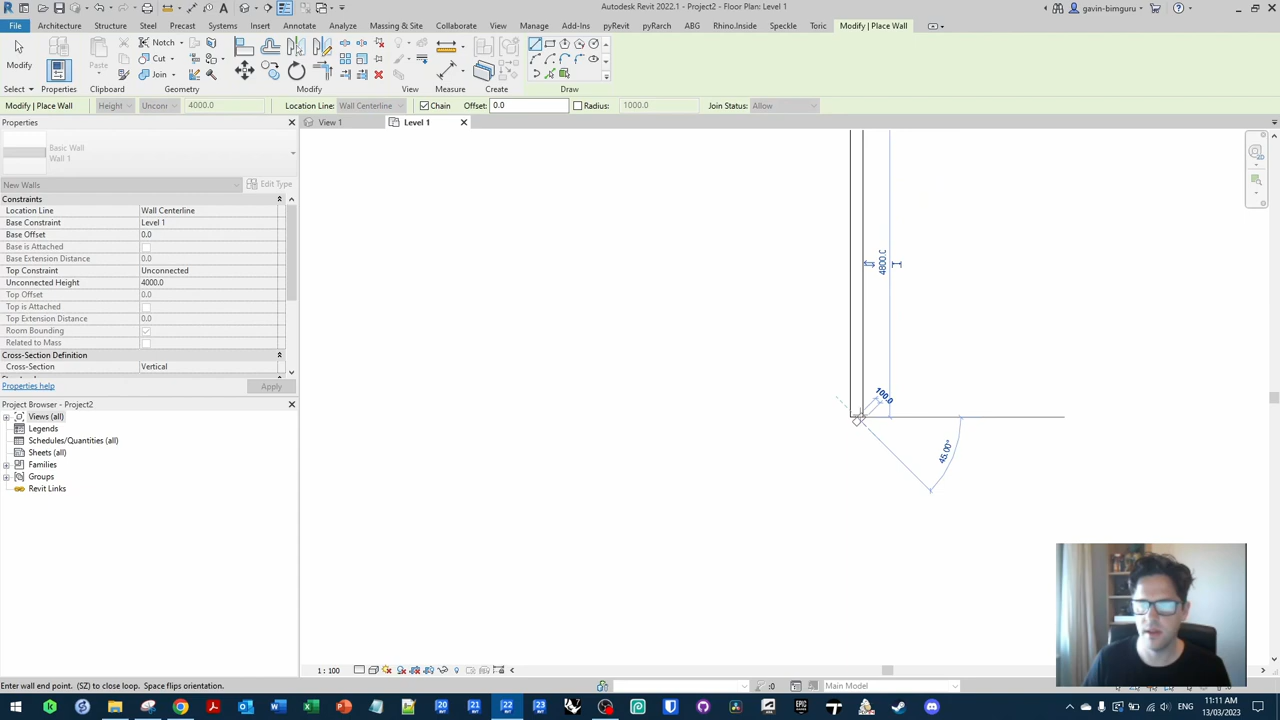 Autodesk Revit 2022.1 - Project2 - Floor Plan: Level 1
gavin-bimguru
File Architecture Structure Steel Precast Systems Insert Annotate Analyze Massing & Site Collaborate View Manage Add-Ins pyRevit pyRarch Rhino.Inside Speckle Toric Modify | Place Wall
Modify
Paste
Notch
Cut
Join
Select Properties Clipboard Geometry Modify View Measure Create Draw
Modify | Place Wall Height Unconr 4000.0 Location Line: Wall Centerline Chain Offset: 0.0 Radius: 1000.0 Join Status: Allow
Properties
View 1
Level 1
Basic Wall
Wall 1
New Walls Edit Type
Constraints
Location Line Wall Centerline
Base Constraint Level 1
Base Offset 0.0
Base is Attached
Base Extension Distance 0.0
Top Constraint Unconnected
Unconnected Height 4000.0
Top Offset 0.0
Top is Attached
Top Extension Distance 0.0
Room Bounding
Related to Mass
Cross-Section Definition
Cross-Section Vertical
Properties help Apply
Project Browser - Project2
Views (all)
Legends
Schedules/Quantities (all)
Sheets (all)
Families
Groups
Revit Links
4800.0
100.0
45.00°
1 : 100
Enter wall end point. (SZ) to close loop. Space flips orientation.
:0
Main Model
ENG
11:11 AM
13/03/2023